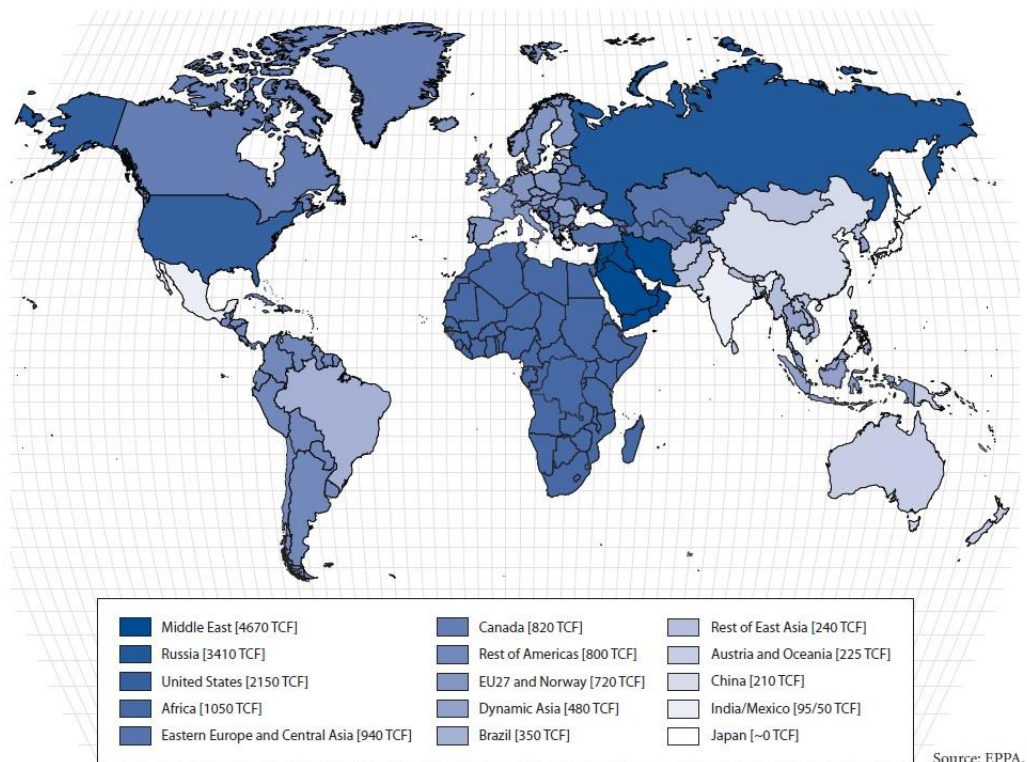 Middle East [4670 TCF]
Russia [3410 TCF]
United States [2150 TCF]
Africa [1050 TCF]
Eastern Europe and Central Asia [940 TCF]
Canada [820 TCF]
Rest of Americas [800 TCF]
EU27 and Norway [720 TCF]
Dynamic Asia [480 TCF]
Brazil [350 TCF]
Rest of East Asia [240 TCF]
Austria and Oceania [225 TCF]
China [210 TCF]
India/Mexico [95/50 TCF]
Japan [~0 TCF]
Source: EPPA,